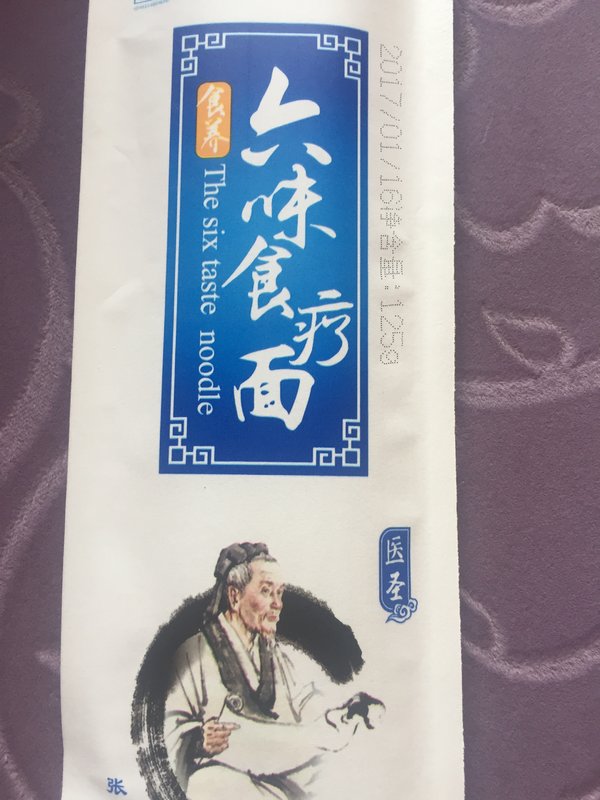 2017/01/16净含量:125g
六味食疗面
食养
The six taste noodle
医圣
张